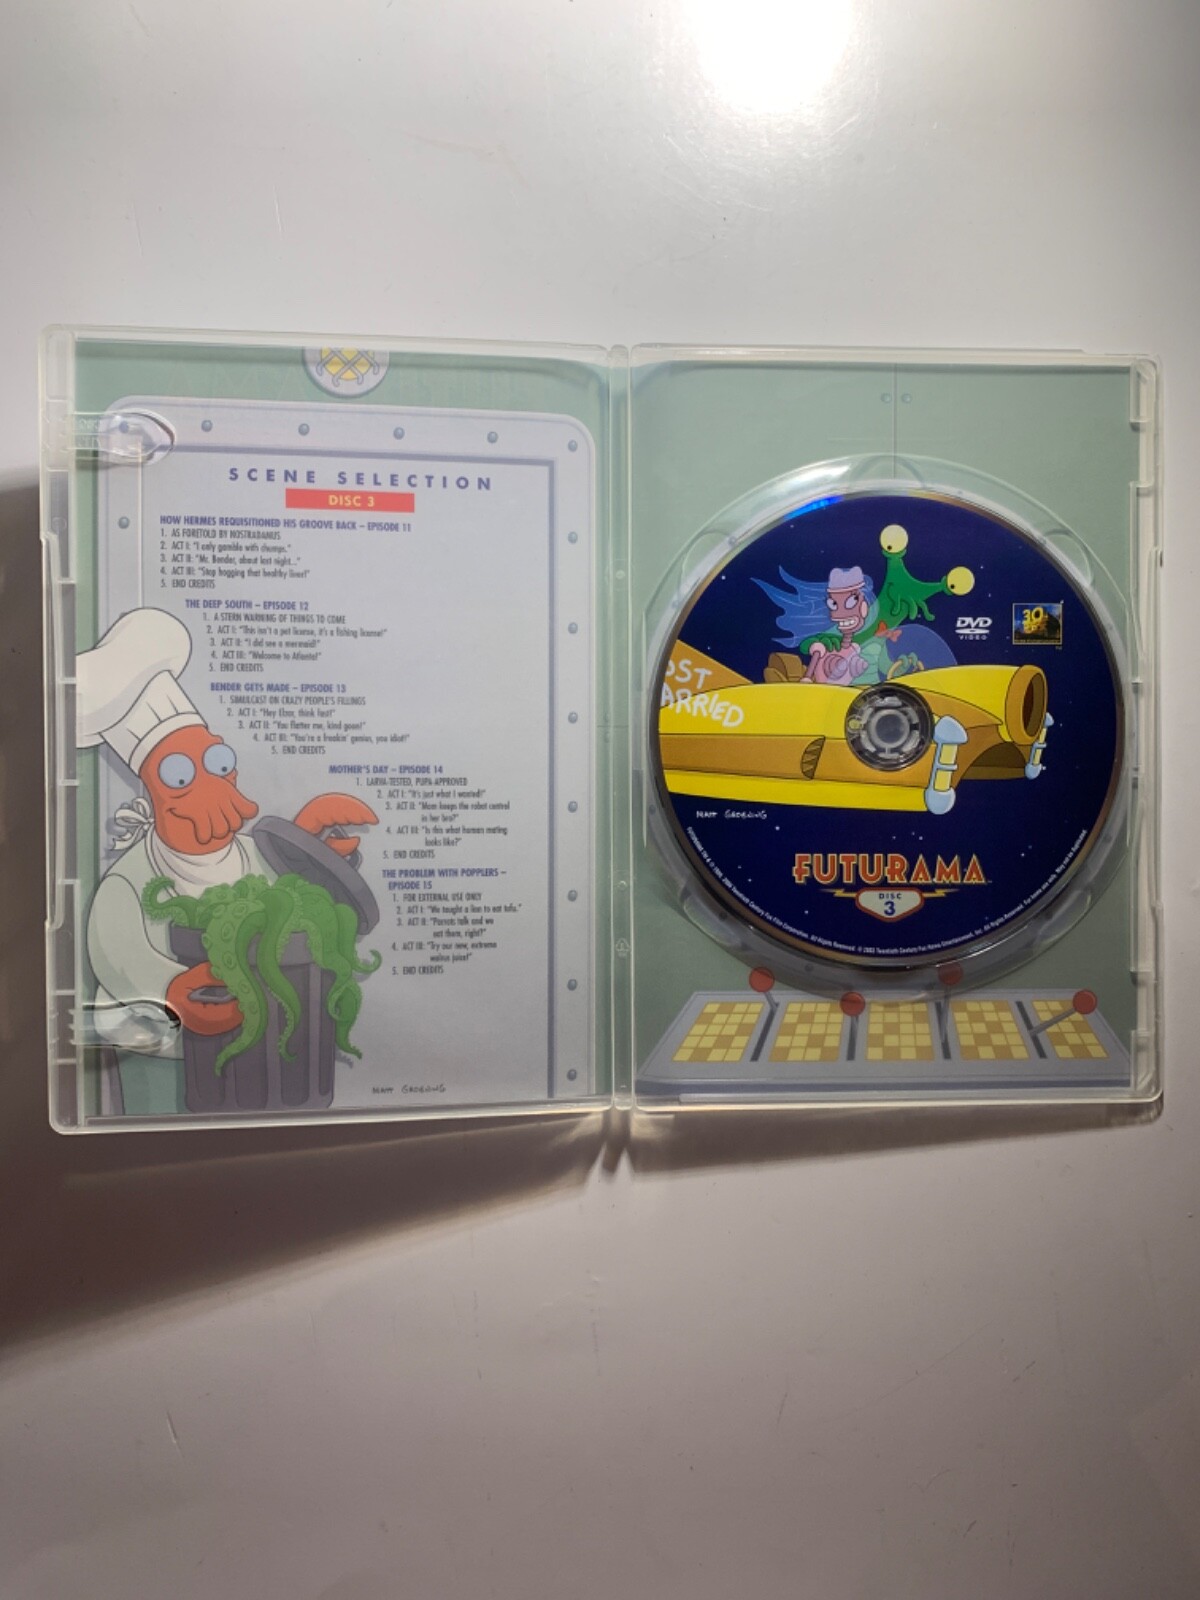 SCENE SELECTION
DISC 3
HOW HERMES REQUISITIONED HIS GROOVE BACK – EPISODE 11
1. AS FORETOLD BY NOSTRADAMUS
2. ACT I: "I only gamble with chumps."
3. ACT II: "Mr. Bender, about last night..."
4. ACT III: "Stop hogging that healthy liver!"
5. END CREDITS
THE DEEP SOUTH – EPISODE 12
1. A STERN WARNING OF THINGS TO COME
2. ACT I: "This isn't a pet license, it's a fishing license!"
3. ACT II: "I did see a mermaid!"
4. ACT III: "Welcome to Atlanta!"
5. END CREDITS
BENDER GETS MADE – EPISODE 13
1. SIMULCAST ON CRAZY PEOPLE'S FILLINGS
2. ACT I: "Hey Elzar, think fast!"
3. ACT II: "You flatter me, kind goon!"
4. ACT III: "You're a freakin' genius, you idiot!"
5. END CREDITS
MOTHER'S DAY – EPISODE 14
1. LARVA-TESTED, PUPA-APPROVED
2. ACT I: "It's just what I wanted!"
3. ACT II: "Mom keeps the robot control
in her bra?"
4. ACT III: "Is this what human mating
looks like?"
5. END CREDITS
THE PROBLEM WITH POPPLERS –
EPISODE 15
1. FOR EXTERNAL USE ONLY
2. ACT I: "We taught a lion to eat tofu."
3. ACT II: "Parrots talk and we
eat them, right?"
4. ACT III: "Try our new, extreme
walrus juice!"
5. END CREDITS
MATT GROENING
DVD
VIDEO
20
FOX
TM
OST
ARRIED
MATT GROENING
FUTURAMA
DISC
3